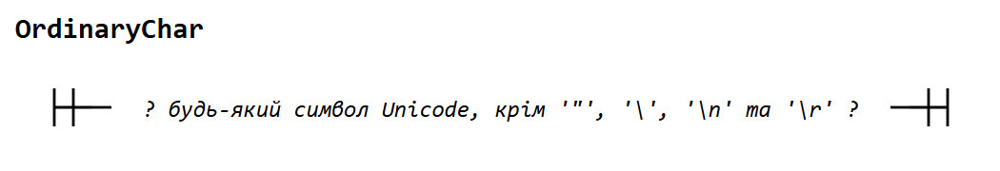 OrdinaryChar
? будь-який символ Unicode, крім '"', '\', '\n' та '\r' ?